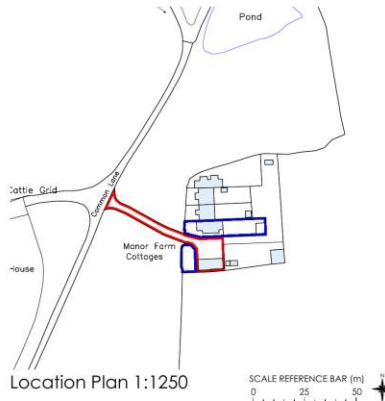 Pond
Cattle Grid
Common Lane
Manor Farm
Cottages
House
Location Plan 1:1250
SCALE REFERENCE BAR (m)
0 25 50
N